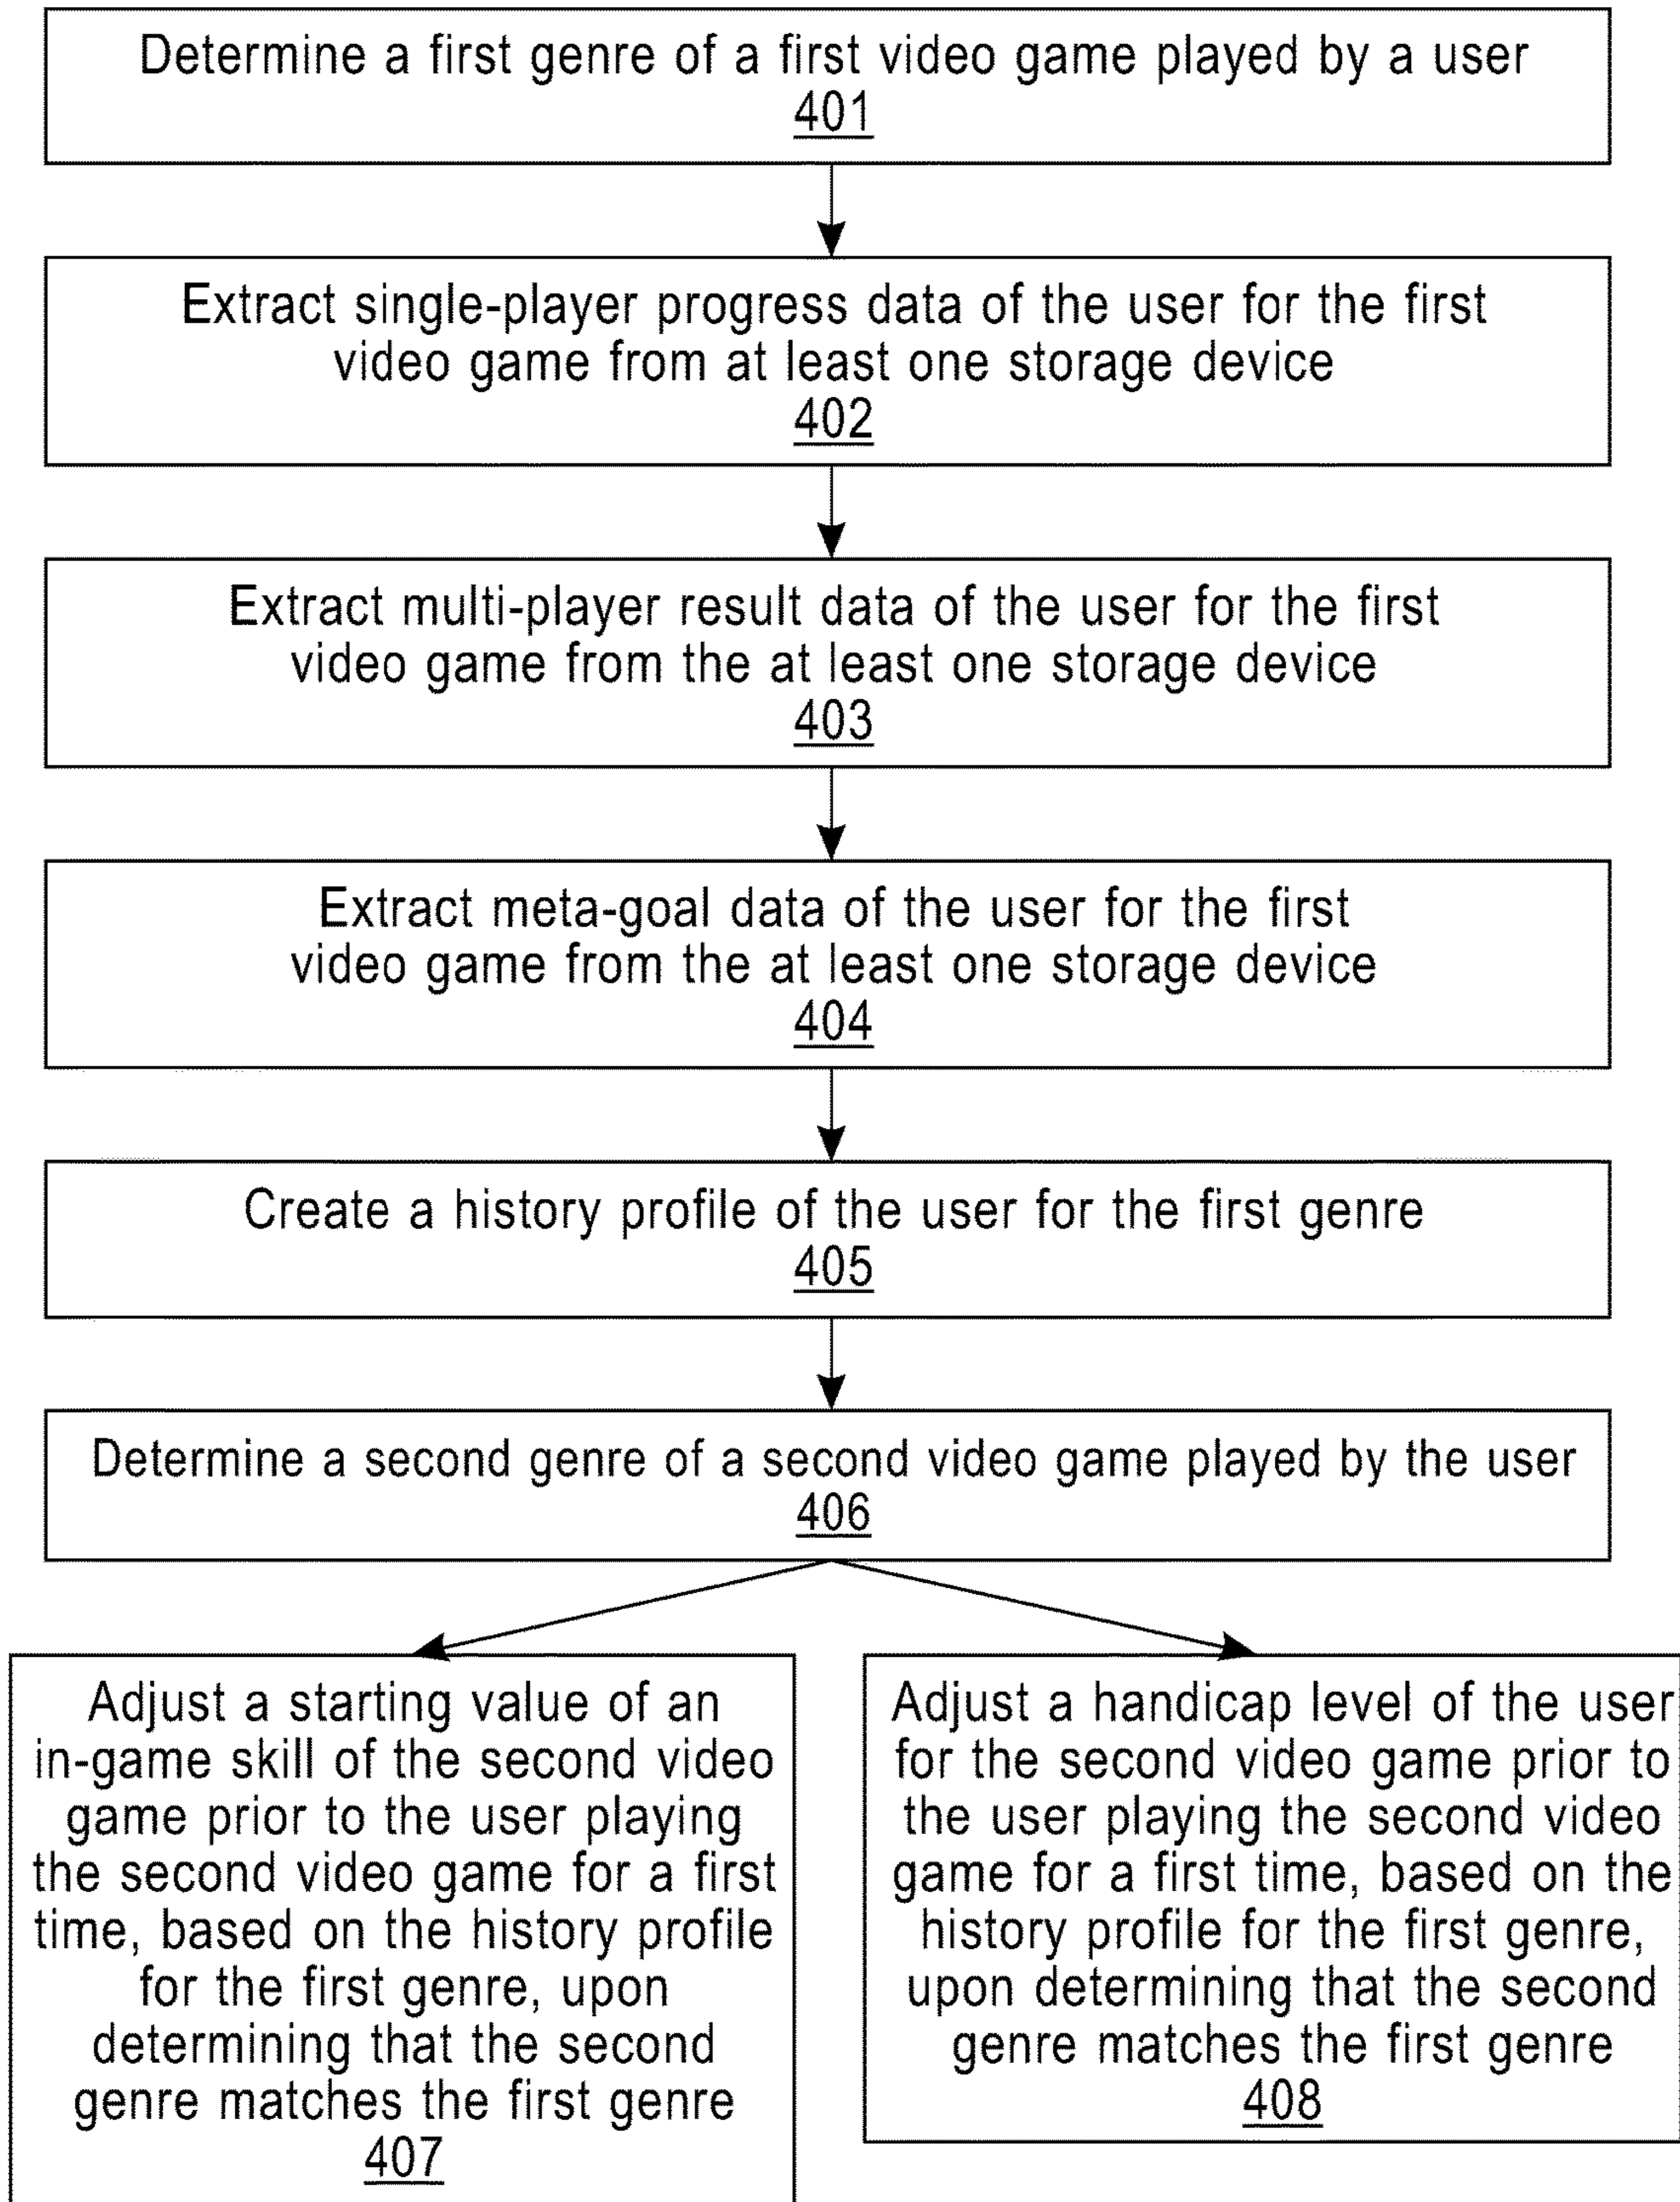 Determine a first genre of a first video game played by a user
401
Extract single-player progress data of the user for the first
video game from at least one storage device
402
Extract multi-player result data of the user for the first
video game from the at least one storage device
403
Extract meta-goal data of the user for the first
video game from the at least one storage device
404
Create a history profile of the user for the first genre
405
Determine a second genre of a second video game played by the user
406
Adjust a starting value of an
in-game skill of the second video
game prior to the user playing
the second video game for a first
time, based on the history profile
for the first genre, upon
determining that the second
genre matches the first genre
407
Adjust a handicap level of the user
for the second video game prior to
the user playing the second video
game for a first time, based on the
history profile for the first genre,
upon determining that the second
genre matches the first genre
408